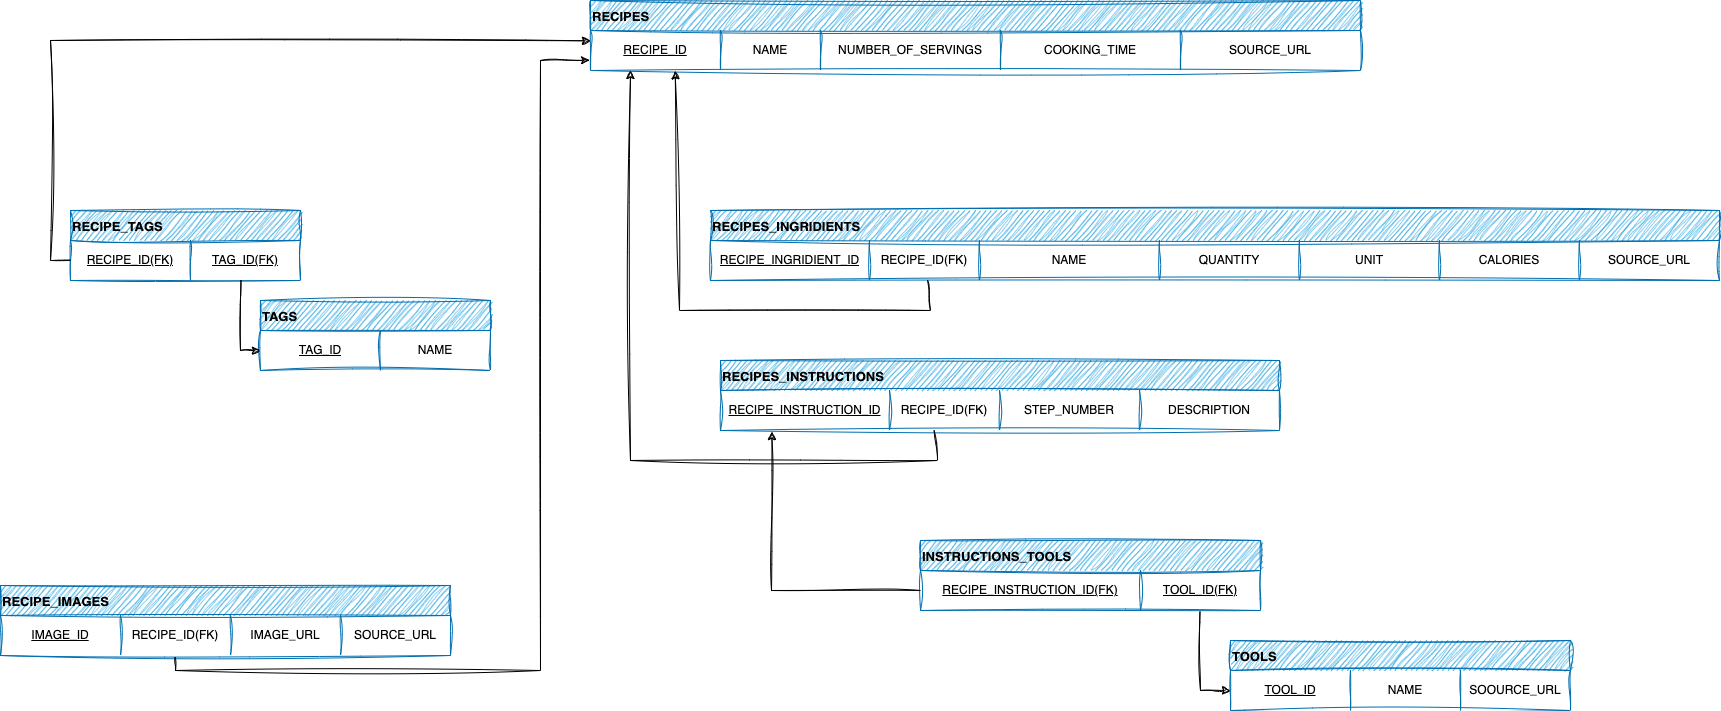 RECIPES
RECIPE_ID NAME NUMBER_OF_SERVINGS COOKING_TIME SOURCE_URL
RECIPE_TAGS
RECIPE_ID(FK) TAG_ID(FK)
RECIPES_INGRIDIENTS
RECIPE_INGRIDIENT_ID RECIPE_ID(FK) NAME QUANTITY UNIT CALORIES SOURCE_URL
TAGS
TAG_ID NAME
RECIPES_INSTRUCTIONS
RECIPE_INSTRUCTION_ID RECIPE_ID(FK) STEP_NUMBER DESCRIPTION
INSTRUCTIONS_TOOLS
RECIPE_INSTRUCTION_ID(FK) TOOL_ID(FK)
RECIPE_IMAGES
IMAGE_ID RECIPE_ID(FK) IMAGE_URL SOURCE_URL
TOOLS
TOOL_ID NAME SOOURCE_URL